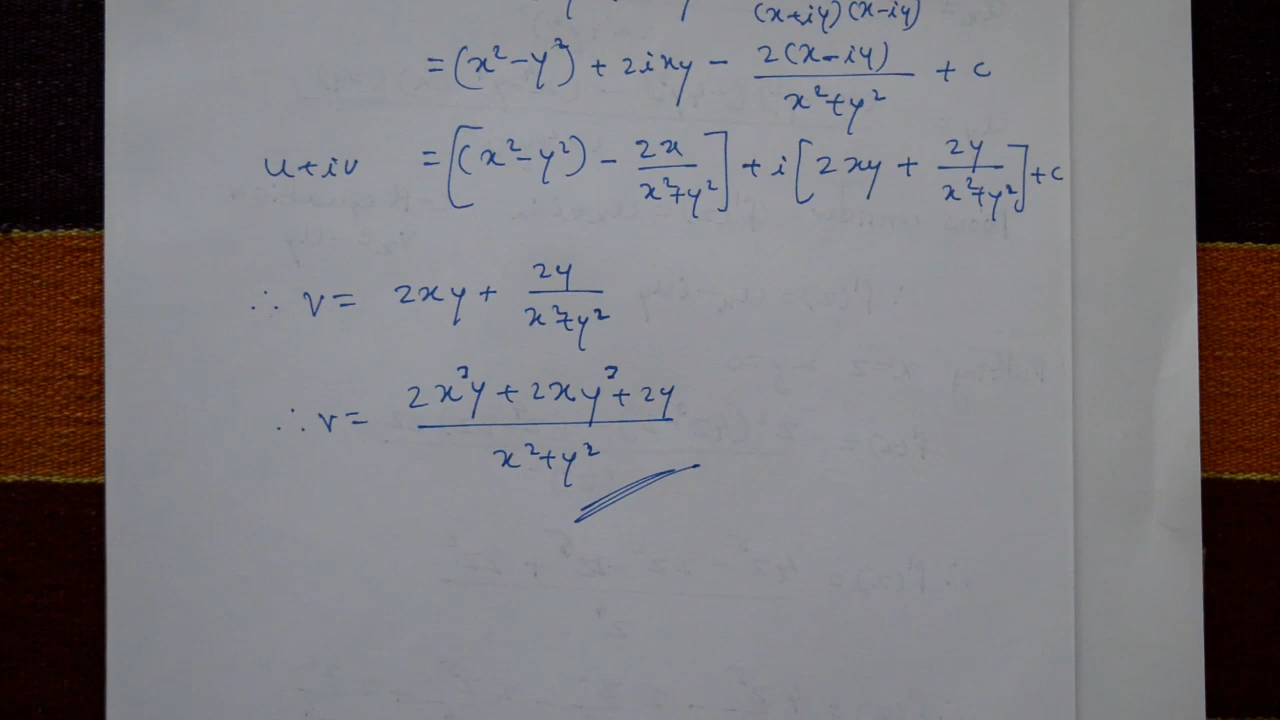 (x+iy)(x-iy)
= (x² - y²) + 2ixy - 2(x-iy)/x²+y² + c
u+iv = [(x²-y²) - 2x/x²+y²] + i[2xy + 2y/x²+y²] + c
∴ v = 2xy + 2y/x²+y²
∴ v = 2x³y + 2xy³ + 2y/x²+y²